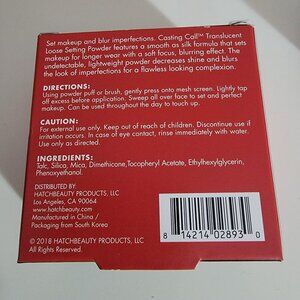 Set makeup and blur imperfections. Casting Call™ Translucent
Loose Setting Powder features a smooth as silk formula that sets
makeup for longer wear with a soft focus, blurring effect. The
undetectable, lightweight powder decreases shine and blurs
the look of imperfections for a flawless looking complexion.
DIRECTIONS:
Using powder puff or brush, gently press onto mesh screen. Lightly tap
off excess before application. Sweep all over face to set and perfect
makeup. Can be used throughout the day to touch up.
CAUTION:
For external use only. Keep out of reach of children. Discontinue use if
irritation occurs. In case of eye contact, rinse immediately with water.
Use only as directed.
INGREDIENTS:
Talc, Silica, Mica, Dimethicone, Tocopheryl Acetate, Ethylhexylglycerin,
Phenoxyethanol.
DISTRIBUTED BY
HATCHBEAUTY PRODUCTS, LLC
Los Angeles, CA 90064
www.hatchbeauty.com
Manufactured in China /
Packaging from South Korea
© 2018 HATCHBEAUTY PRODUCTS, LLC
All Rights Reserved.
8 14214 02893 0